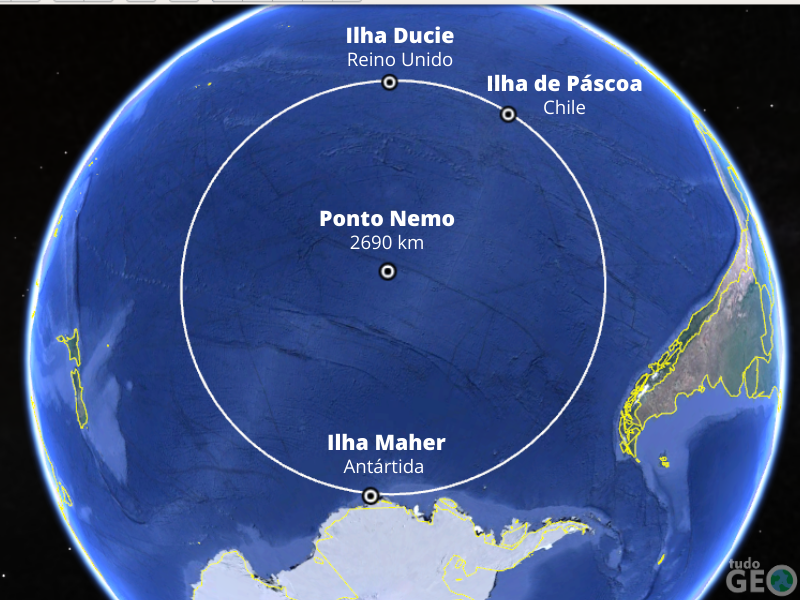 Ilha Ducie
Reino Unido
Ilha de Páscoa
Chile
Ponto Nemo
2690 km
Ilha Maher
Antártida
tudo
GEO